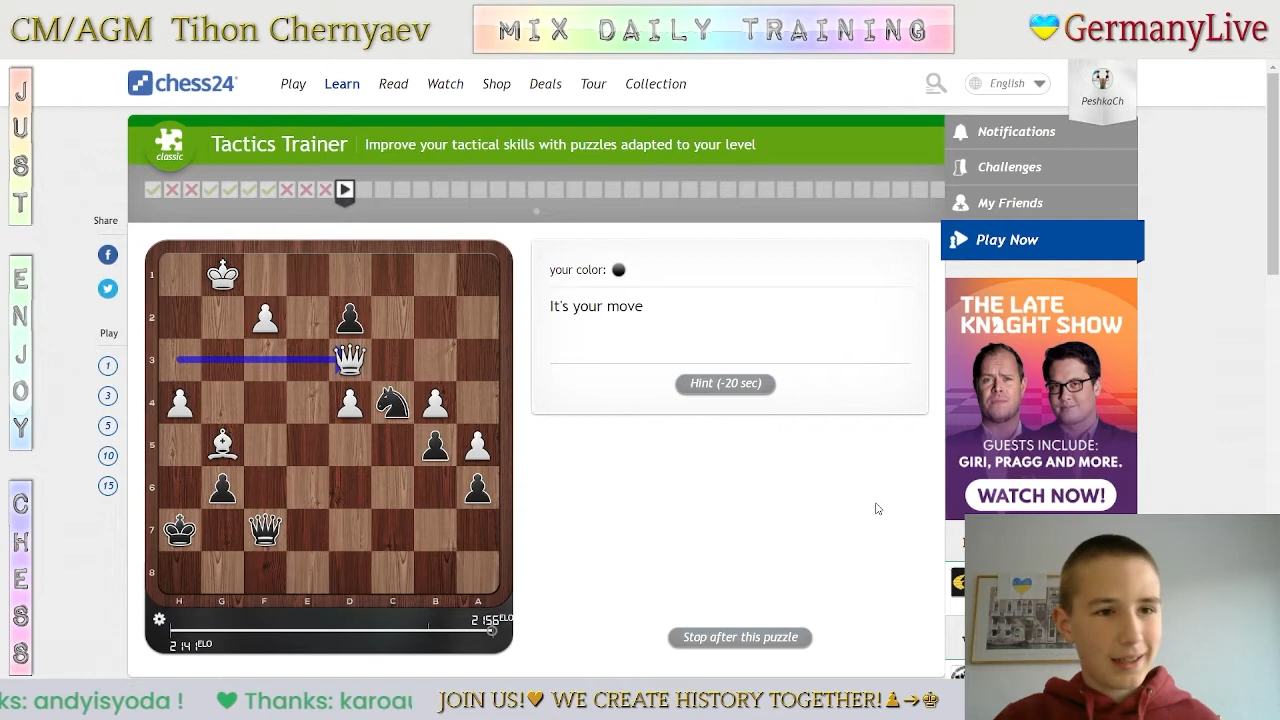 CM/AGM Tihon Chernyaev
MIX DAILY TRAINING
GermanyLive
JUST
ENJOY
CHESS
chess24
Play Learn Read Watch Shop Deals Tour Collection
English
PeshkaCh
classic
Tactics Trainer
Improve your tactical skills with puzzles adapted to your level
Notifications
Challenges
My Friends
Play Now
Share
Play
1
3
5
10
15
1
2
3
4
5
6
7
8
H G F E D C B A
2141ELO
2156ELO
your color:
It's your move
Hint (-20 sec)
Stop after this puzzle
THE LATE
KNIGHT SHOW
GUESTS INCLUDE:
GIRI, PRAGG AND MORE.
WATCH NOW!
ks: andyisyoda ! Thanks: karoau
JOIN US! WE CREATE HISTORY TOGETHER!